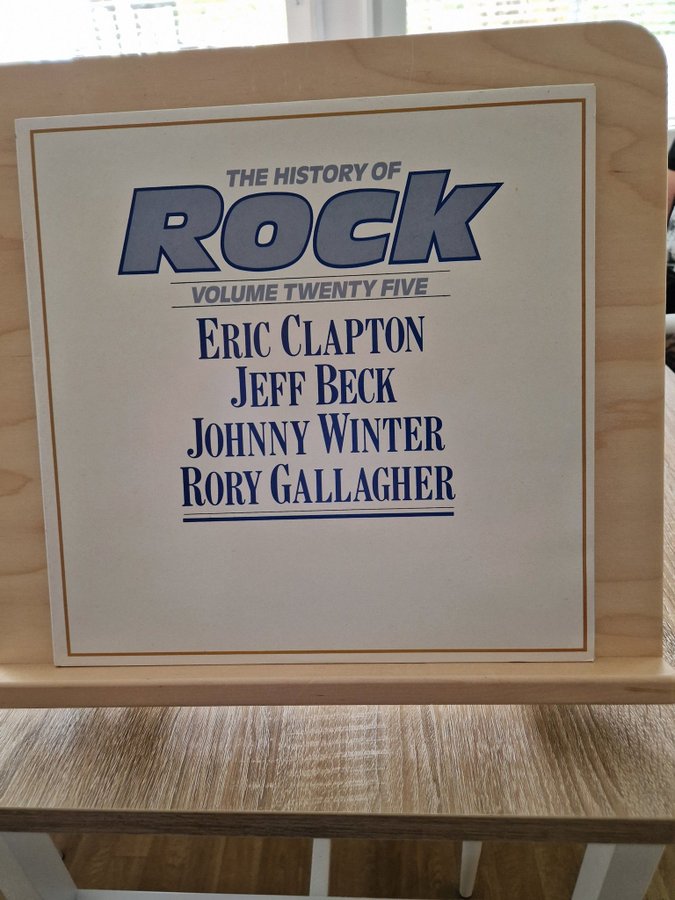 THE HISTORY OF
ROCK
VOLUME TWENTY FIVE
ERIC CLAPTON
JEFF BECK
JOHNNY WINTER
RORY GALLAGHER